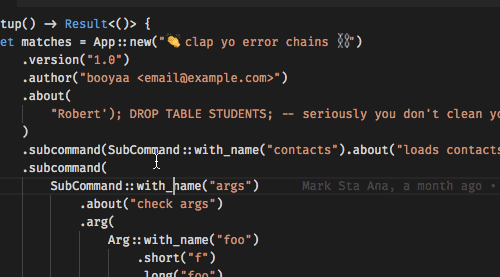 tup() -> Result<()> {
et matches = App::new("👏 clap yo error chains ⛓")
.version("1.0")
.author("booyaa <email@example.com>")
.about(
"Robert'); DROP TABLE STUDENTS; -- seriously you don't clean yo
)
.subcommand(SubCommand::with_name("contacts").about("loads contacts
.subcommand(
SubCommand::with_name("args") Mark Sta Ana, a month ago •
.about("check args")
.arg(
Arg::with_name("foo")
.short("f")
.long("foo")